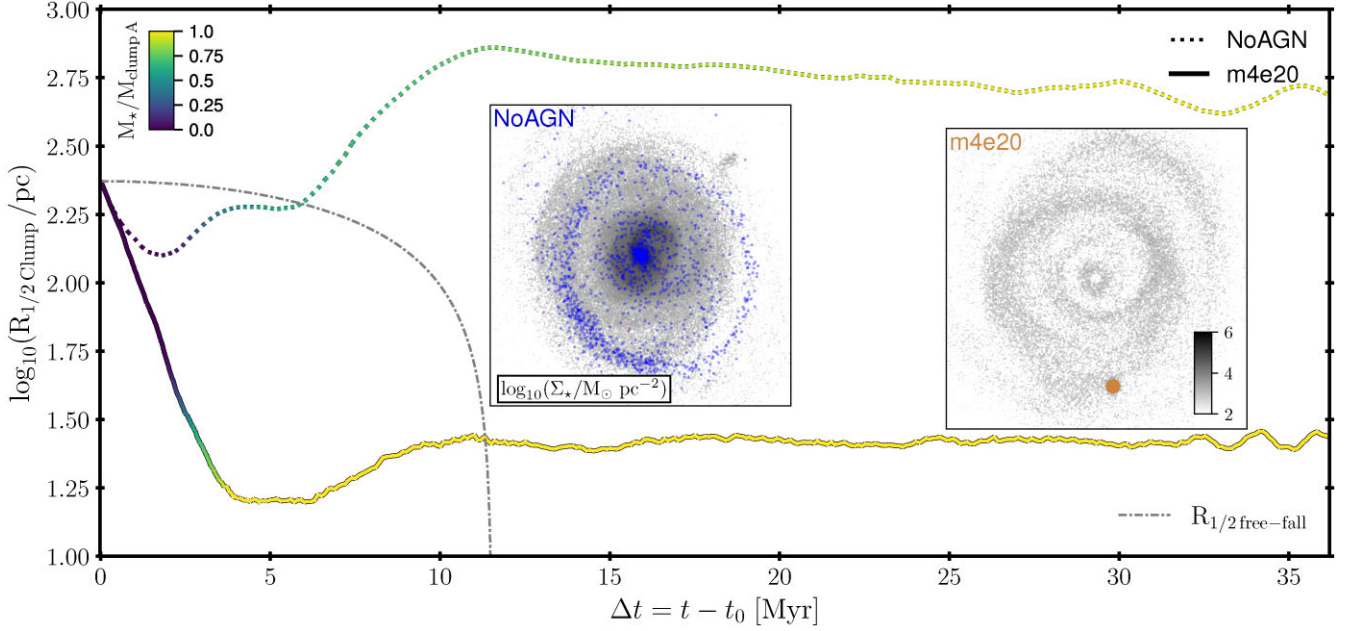 3.00
2.75
2.50
2.25
2.00
1.75
1.50
1.25
1.00
log₁₀(R₁/₂ Clump /pc)
M⋆/M_clump A
1.0
0.75
0.50
0.25
0.0
NoAGN
m4e20
NoAGN
log₁₀(Σ⋆/M⊙ pc⁻²)
m4e20
6
4
2
R₁/₂ free−fall
0 5 10 15 20 25 30 35
Δt = t − t₀ [Myr]